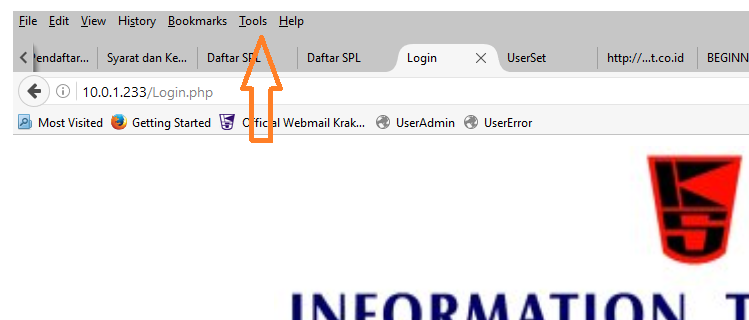 File Edit View History Bookmarks Tools Help
Pendaftar... Syarat dan Ke... Daftar SPL Daftar SPL Login UserSet http://...t.co.id BEGINN
10.0.1.233/Login.php
Most Visited Getting Started Official Webmail Krak... UserAdmin UserError
KS
INFORMATION T